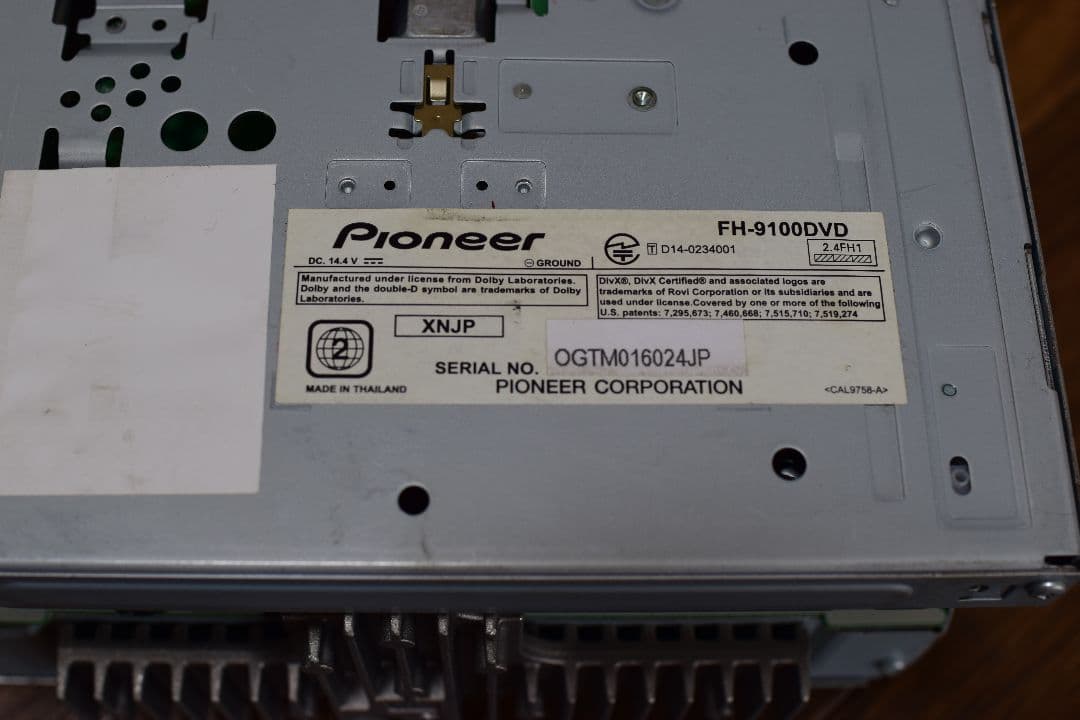 Pioneer
FH-9100DVD
DC. 14.4 V
⊖ GROUND
T D14-0234001
2.4FH1
Manufactured under license from Dolby Laboratories.
Dolby and the double-D symbol are trademarks of Dolby
Laboratories.
DivX®, DivX Certified® and associated logos are
trademarks of Rovi Corporation or its subsidiaries and are
used under license.Covered by one or more of the following
U.S. patents: 7,295,673; 7,460,668; 7,515,710; 7,519,274
XNJP
2
SERIAL NO. OGTM016024JP
MADE IN THAILAND
PIONEER CORPORATION
<CAL9758-A>